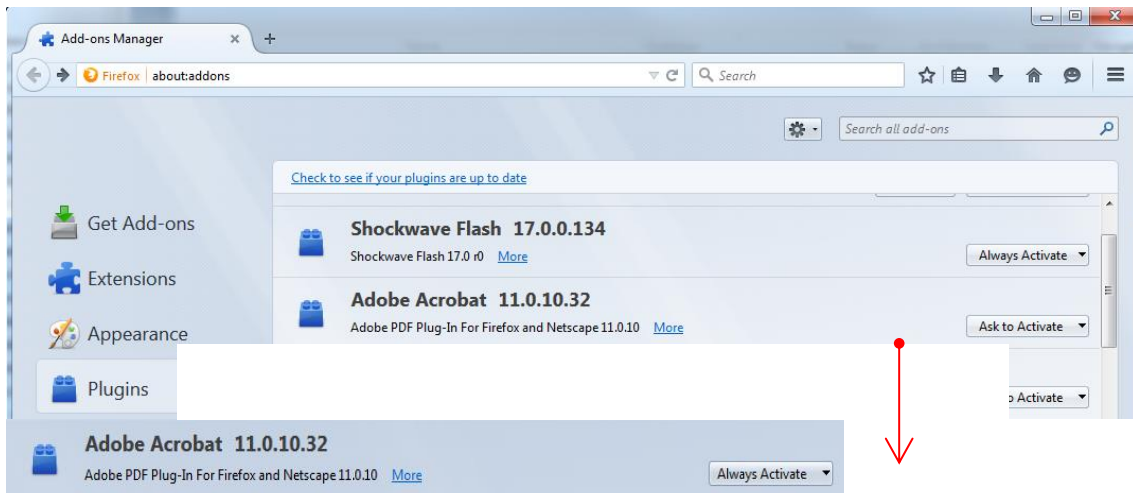 Add-ons Manager
Firefox about:addons Search
Search all add-ons
Check to see if your plugins are up to date
Get Add-ons
Shockwave Flash 17.0.0.134
Shockwave Flash 17.0 r0 More
Always Activate
Extensions
Adobe Acrobat 11.0.10.32
Adobe PDF Plug-In For Firefox and Netscape 11.0.10 More
Ask to Activate
Appearance
Plugins
Activate
Adobe Acrobat 11.0.10.32
Adobe PDF Plug-In For Firefox and Netscape 11.0.10 More
Always Activate